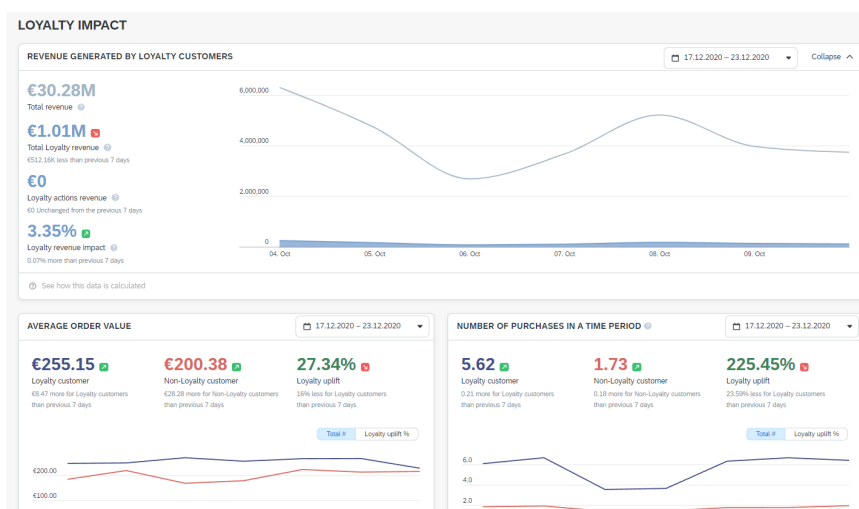 LOYALTY IMPACT
REVENUE GENERATED BY LOYALTY CUSTOMERS
17.12.2020 – 23.12.2020
Collapse
€30.28M
Total revenue
€1.01M
Total Loyalty revenue
€512.16K less than previous 7 days
€0
Loyalty actions revenue
€0 Unchanged from the previous 7 days
3.35%
Loyalty revenue impact
0.07% more than previous 7 days
6,000,000
4,000,000
2,000,000
0
04. Oct 05. Oct 06. Oct 07. Oct 08. Oct 09. Oct
See how this data is calculated
AVERAGE ORDER VALUE
17.12.2020 – 23.12.2020
€255.15
Loyalty customer
€8.47 more for Loyalty customers
than previous 7 days
€200.38
Non-Loyalty customer
€28.28 more for Non-Loyalty customers
than previous 7 days
27.34%
Loyalty uplift
16% less for Loyalty customers
than previous 7 days
Total # Loyalty uplift %
€200.00
€100.00
NUMBER OF PURCHASES IN A TIME PERIOD
17.12.2020 – 23.12.2020
5.62
Loyalty customer
0.21 more for Loyalty customers
than previous 7 days
1.73
Non-Loyalty customer
0.18 more for Non-Loyalty customers
than previous 7 days
225.45%
Loyalty uplift
23.59% less for Loyalty customers
than previous 7 days
Total # Loyalty uplift %
6.0
4.0
2.0